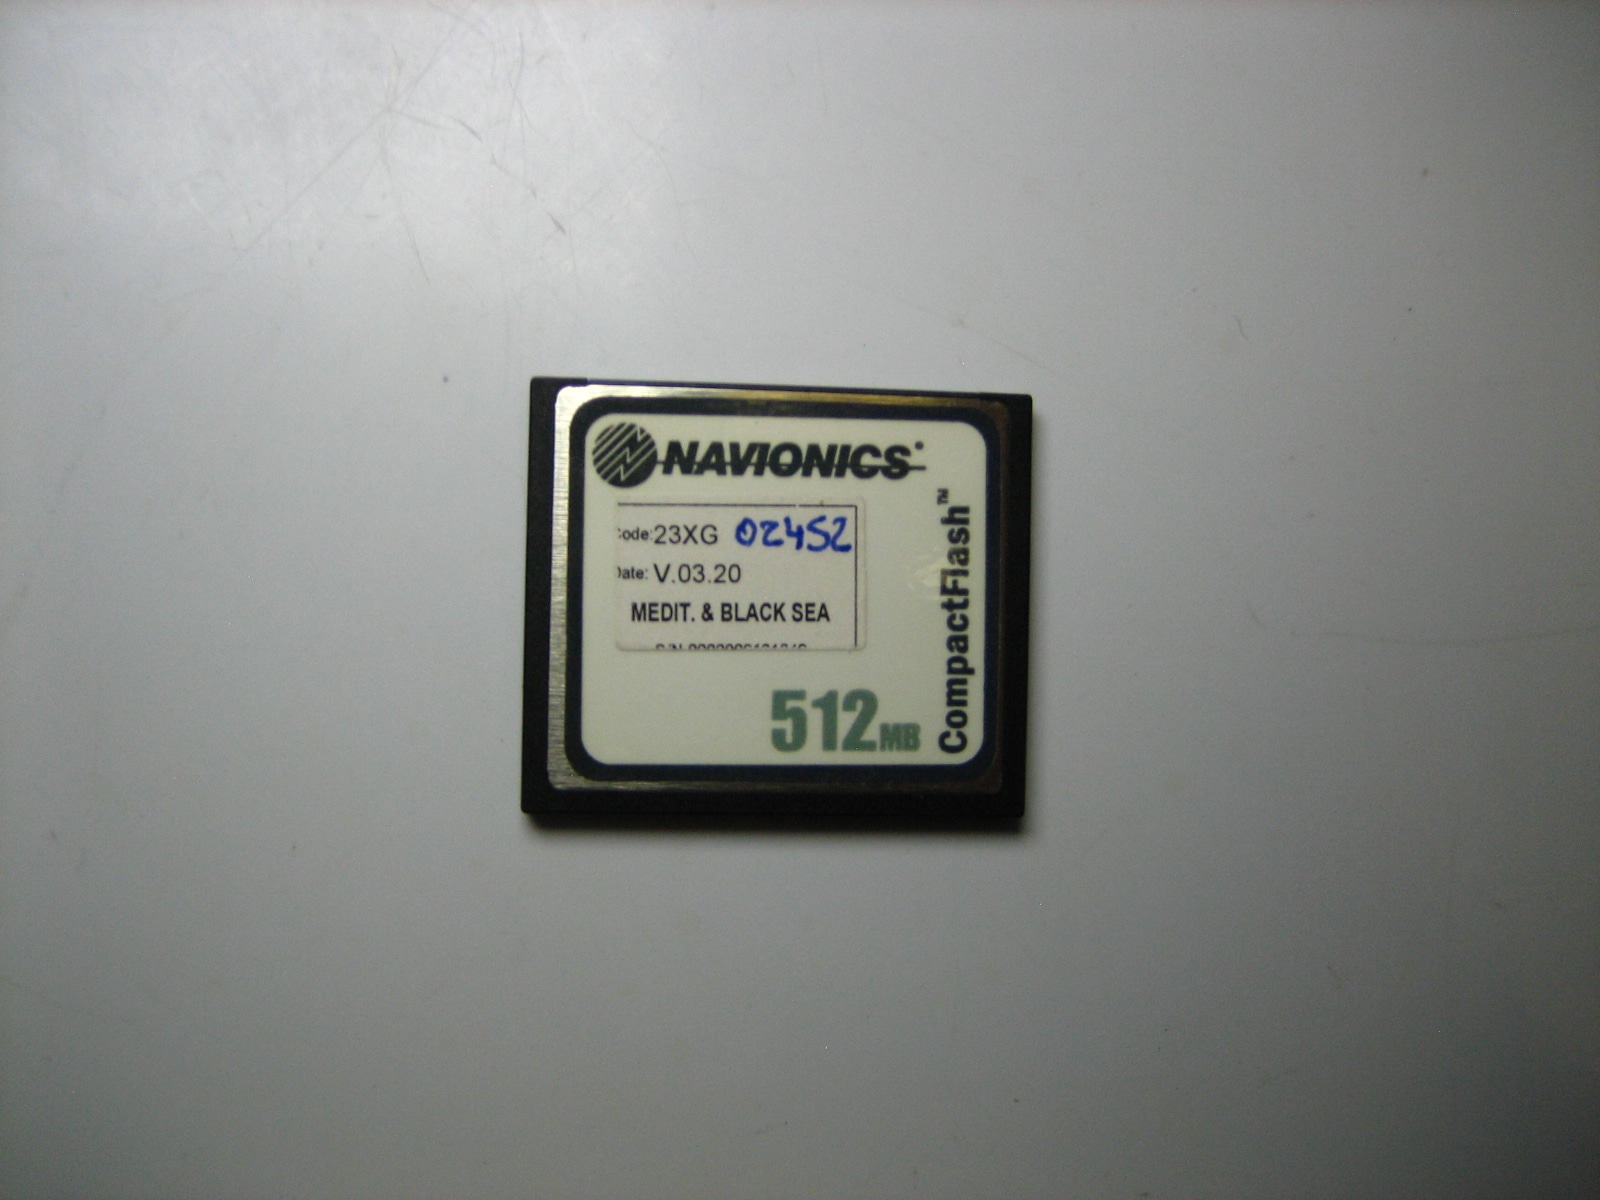 NAVIONICS
Code:23XG 02452
Date: V.03.20
MEDIT. & BLACK SEA
S/N
512MB
CompactFlash™